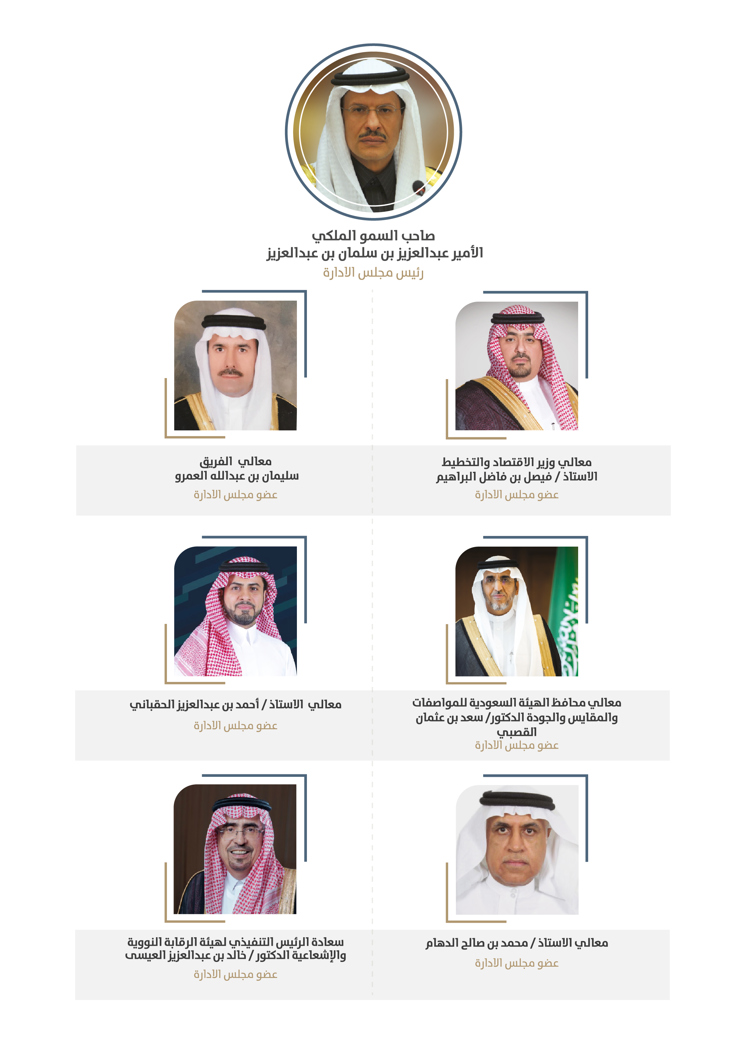 صاحب السمو الملكي
الأمير عبدالعزيز بن سلمان بن عبدالعزيز
رئيس مجلس الادارة
معالي وزير الاقتصاد والتخطيط
الاستاذ / فيصل بن فاضل البراهيم
عضو مجلس الادارة
معالي الفريق
سليمان بن عبدالله العمرو
عضو مجلس الادارة
معالي محافظ الهيئة السعودية للمواصفات
والمقايس والجودة الدكتور/ سعد بن عثمان
القصبي
عضو مجلس الادارة
معالي الاستاذ / أحمد بن عبدالعزيز الحقباني
عضو مجلس الادارة
معالي الاستاذ / محمد بن صالح الدهام
عضو مجلس الادارة
سعادة الرئيس التنفيذي لهيئة الرقابة النووية
والإشعاعية الدكتور / خالد بن عبدالعزيز العيسى
عضو مجلس الادارة